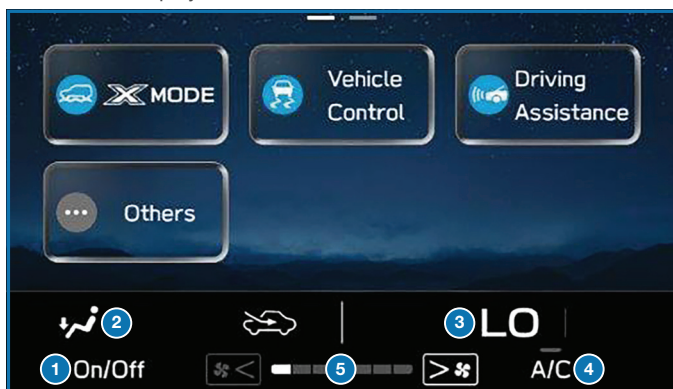 X MODE
Vehicle
Control
Driving
Assistance
Others
2
3 LO
1 On/Off
<
5
>
A/C 4